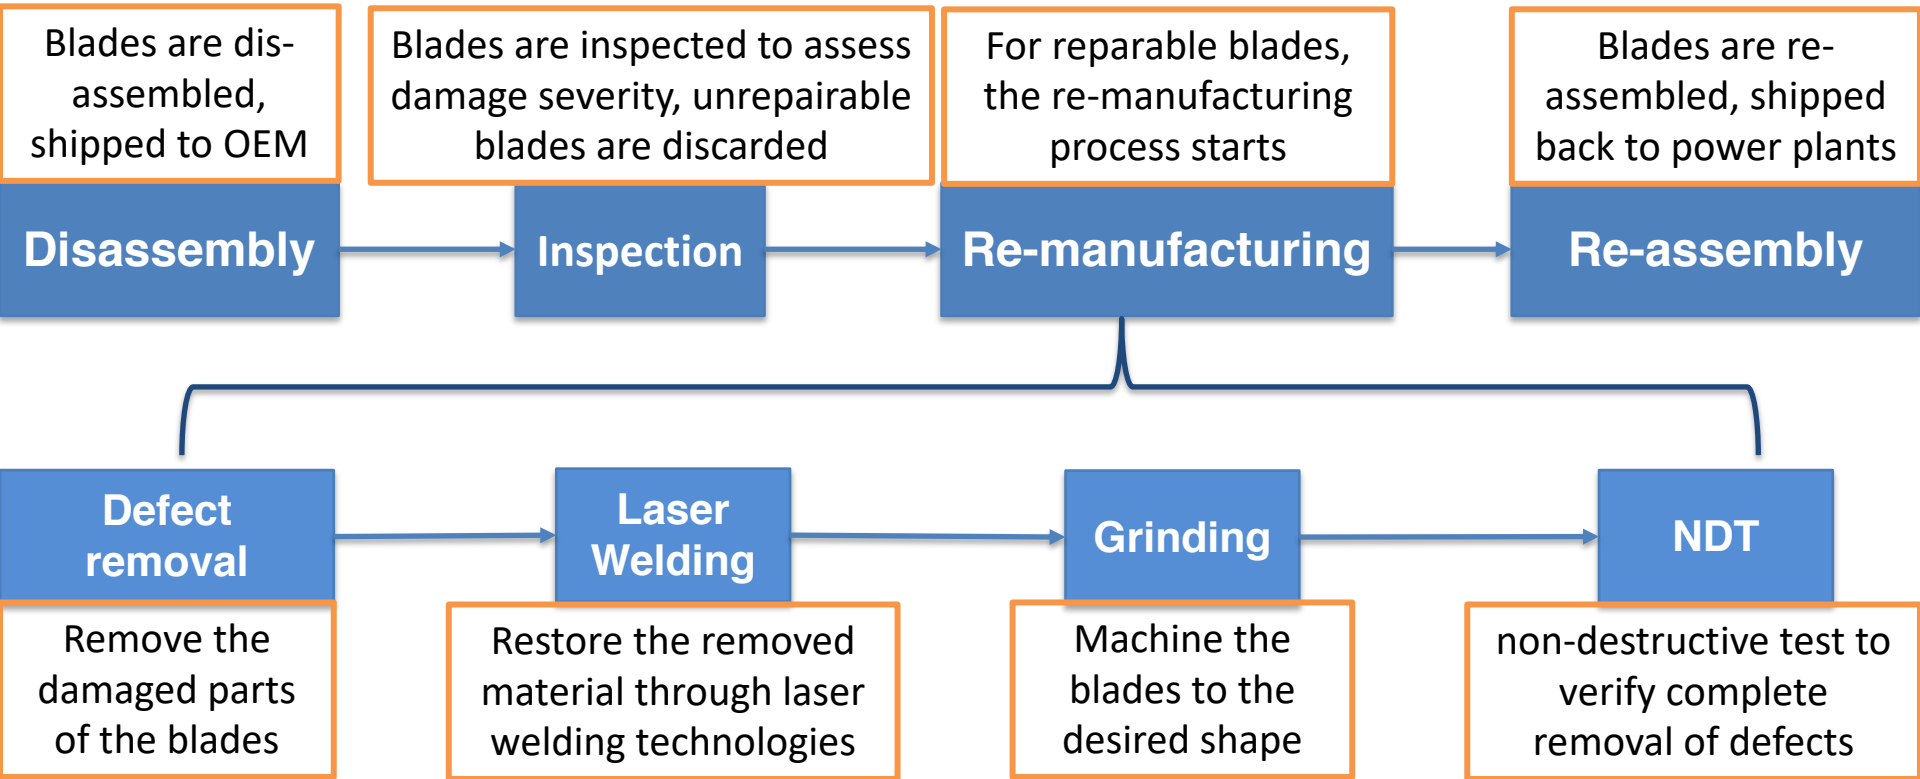 Blades are dis-
assembled,
shipped to OEM
Blades are inspected to assess
damage severity, unrepairable
blades are discarded
For reparable blades,
the re-manufacturing
process starts
Blades are re-
assembled, shipped
back to power plants
Disassembly
Inspection
Re-manufacturing
Re-assembly
Defect
removal
Laser
Welding
Grinding
NDT
Remove the
damaged parts
of the blades
Restore the removed
material through laser
welding technologies
Machine the
blades to the
desired shape
non-destructive test to
verify complete
removal of defects